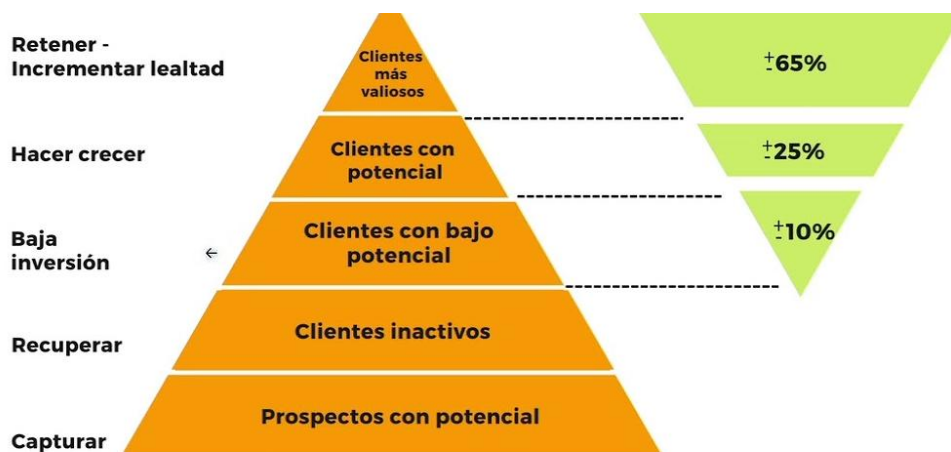 Retener -
Incrementar lealtad
Clientes
más
valiosos
±65%
Hacer crecer
Clientes con
potencial
±25%
Baja
inversión
←
Clientes con bajo
potencial
±10%
Recuperar
Clientes inactivos
Capturar
Prospectos con potencial